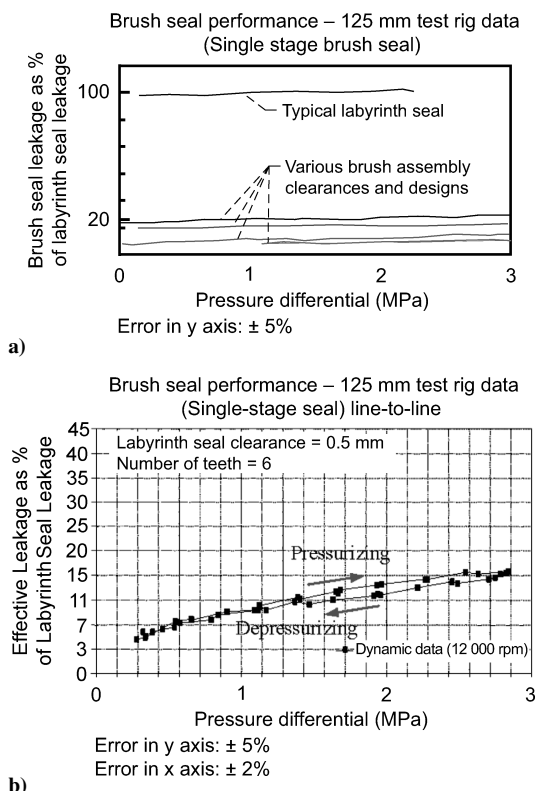 Brush seal performance – 125 mm test rig data
(Single stage brush seal)
Brush seal leakage as %
of labyrinth seal leakage
100
20
Typical labyrinth seal
Various brush assembly
clearances and designs
0 1 2 3
Pressure differential (MPa)
Error in y axis: ± 5%
a)
Brush seal performance – 125 mm test rig data
(Single-stage seal) line-to-line
Effective Leakage as %
of Labyrinth Seal Leakage
45
40
35
30
25
20
15
11
7
3
0
Labyrinth seal clearance = 0.5 mm
Number of teeth = 6
Pressurizing
Depressurizing
Dynamic data (12 000 rpm)
0 1 2 3
Pressure differential (MPa)
Error in y axis: ± 5%
Error in x axis: ± 2%
b)